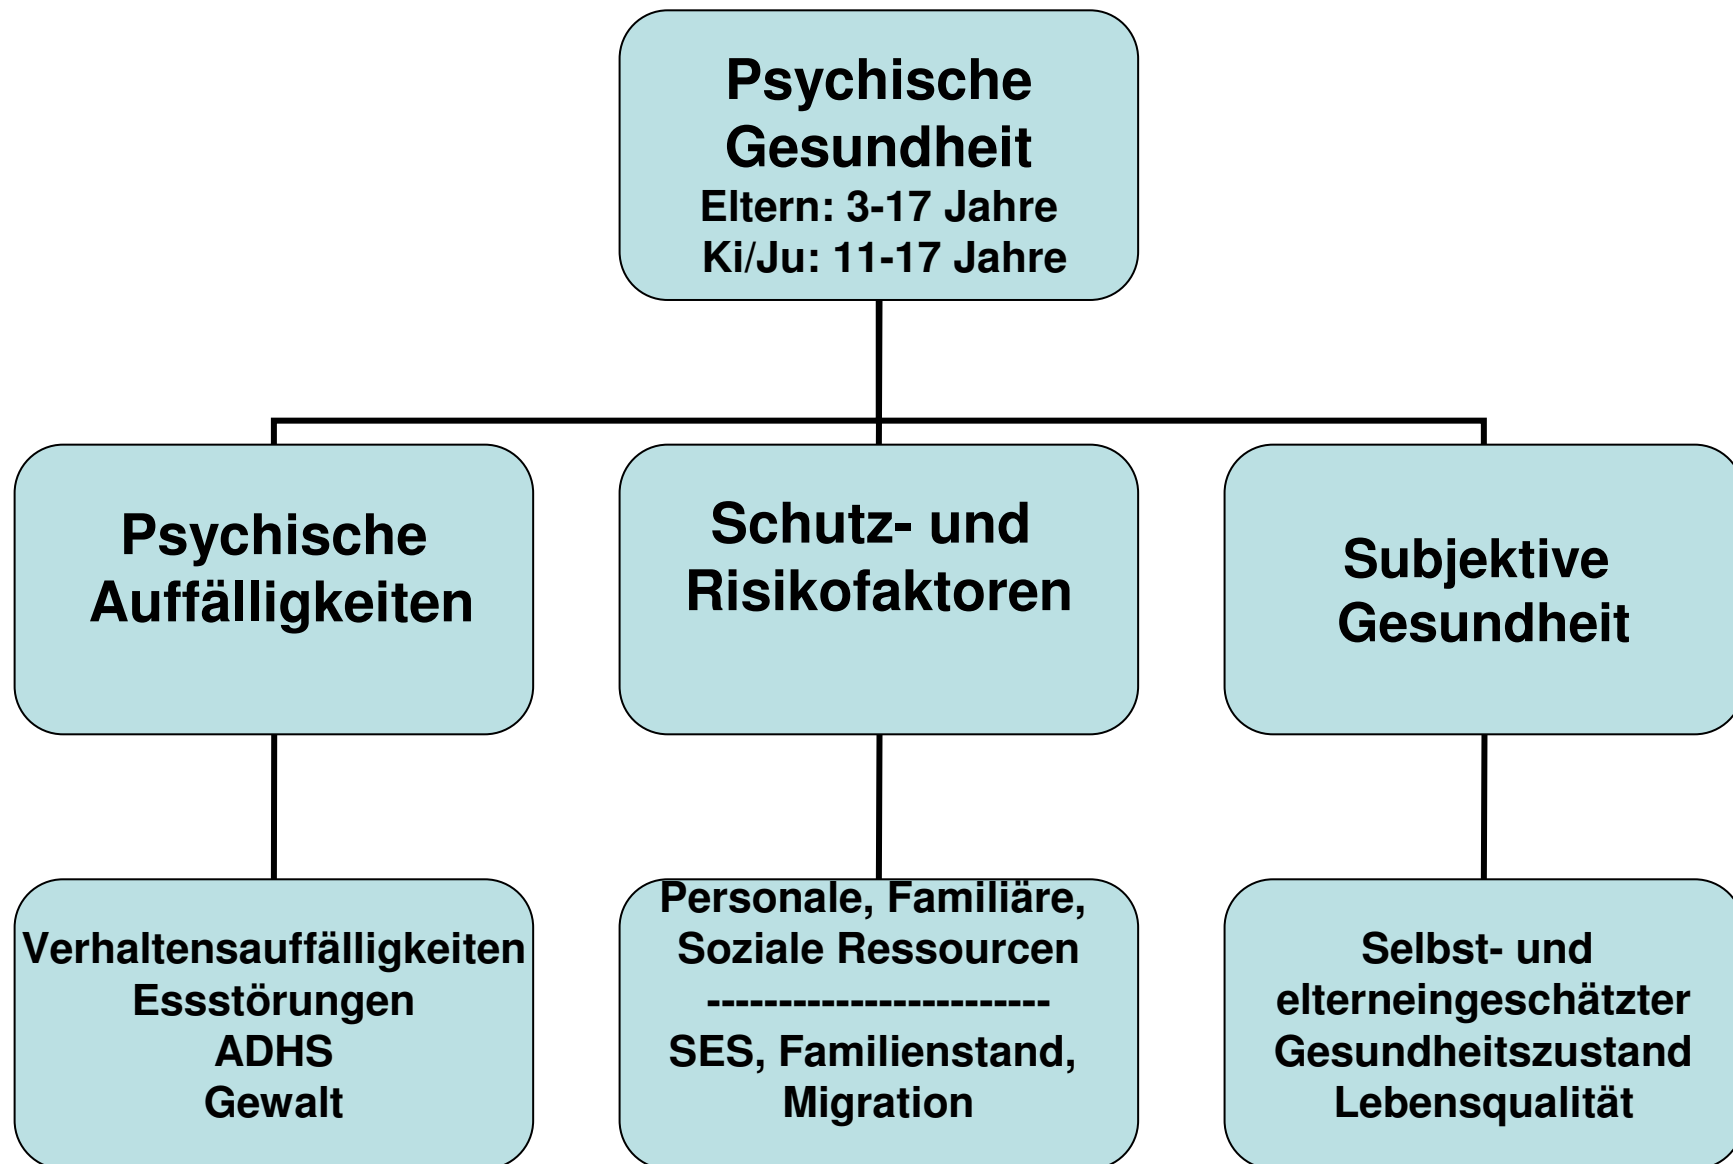 Psychische
Gesundheit
Eltern: 3-17 Jahre
Ki/Ju: 11-17 Jahre
Psychische
Auffälligkeiten
Schutz- und
Risikofaktoren
Subjektive
Gesundheit
Verhaltensauffälligkeiten
Essstörungen
ADHS
Gewalt
Personale, Familiäre,
Soziale Ressourcen
------------------------
SES, Familienstand,
Migration
Selbst- und
elterneingeschätzter
Gesundheitszustand
Lebensqualität